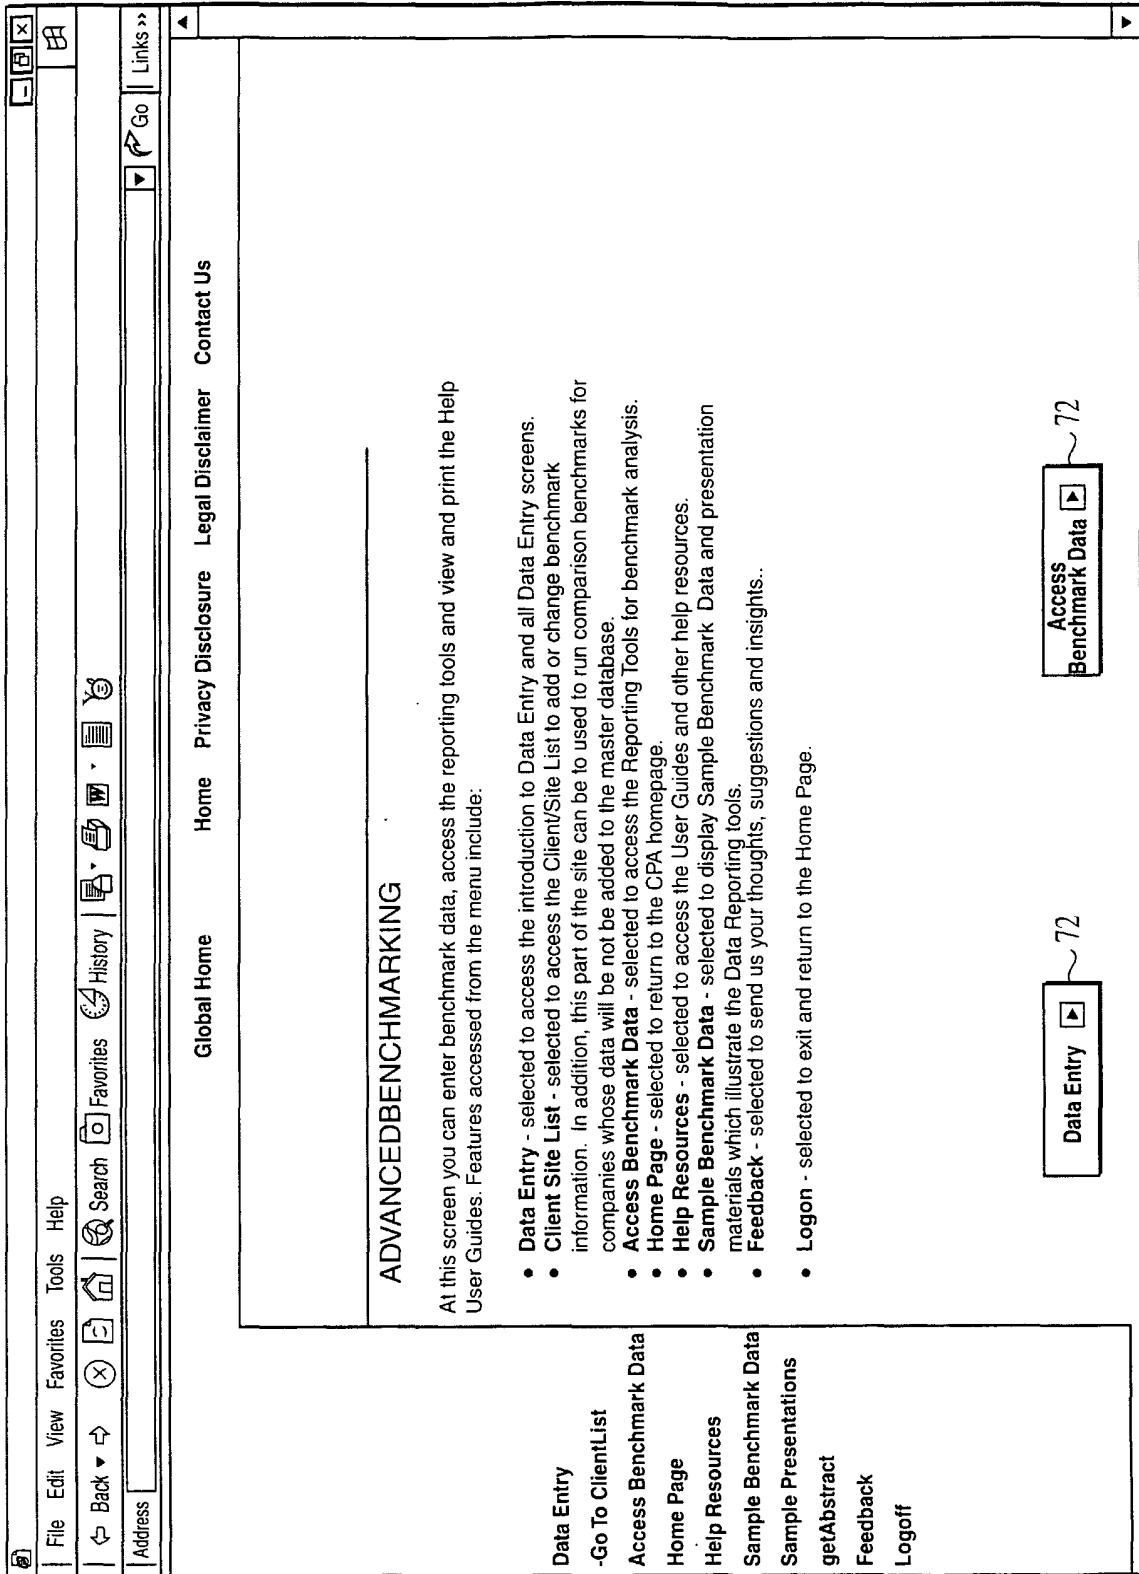 File Edit View Favorites Tools Help
Back Search Favorites History W
Address Go Links »
Global Home Home Privacy Disclosure Legal Disclaimer Contact Us
Data Entry
-Go To ClientList
Access Benchmark Data
Home Page
Help Resources
Sample Benchmark Data
Sample Presentations
getAbstract
Feedback
Logoff
ADVANCEDBENCHMARKING
At this screen you can enter benchmark data, access the reporting tools and view and print the Help
User Guides. Features accessed from the menu include:
• Data Entry - selected to access the introduction to Data Entry and all Data Entry screens.
• Client Site List - selected to access the Client/Site List to add or change benchmark
information. In addition, this part of the site can be to used to run comparison benchmarks for
companies whose data will be not be added to the master database.
• Access Benchmark Data - selected to access the Reporting Tools for benchmark analysis.
• Home Page - selected to return to the CPA homepage.
• Help Resources - selected to access the User Guides and other help resources.
• Sample Benchmark Data - selected to display Sample Benchmark Data and presentation
materials which illustrate the Data Reporting tools.
• Feedback - selected to send us your thoughts, suggestions and insights..
• Logon - selected to exit and return to the Home Page.
Data Entry 72
Access
Benchmark Data 72